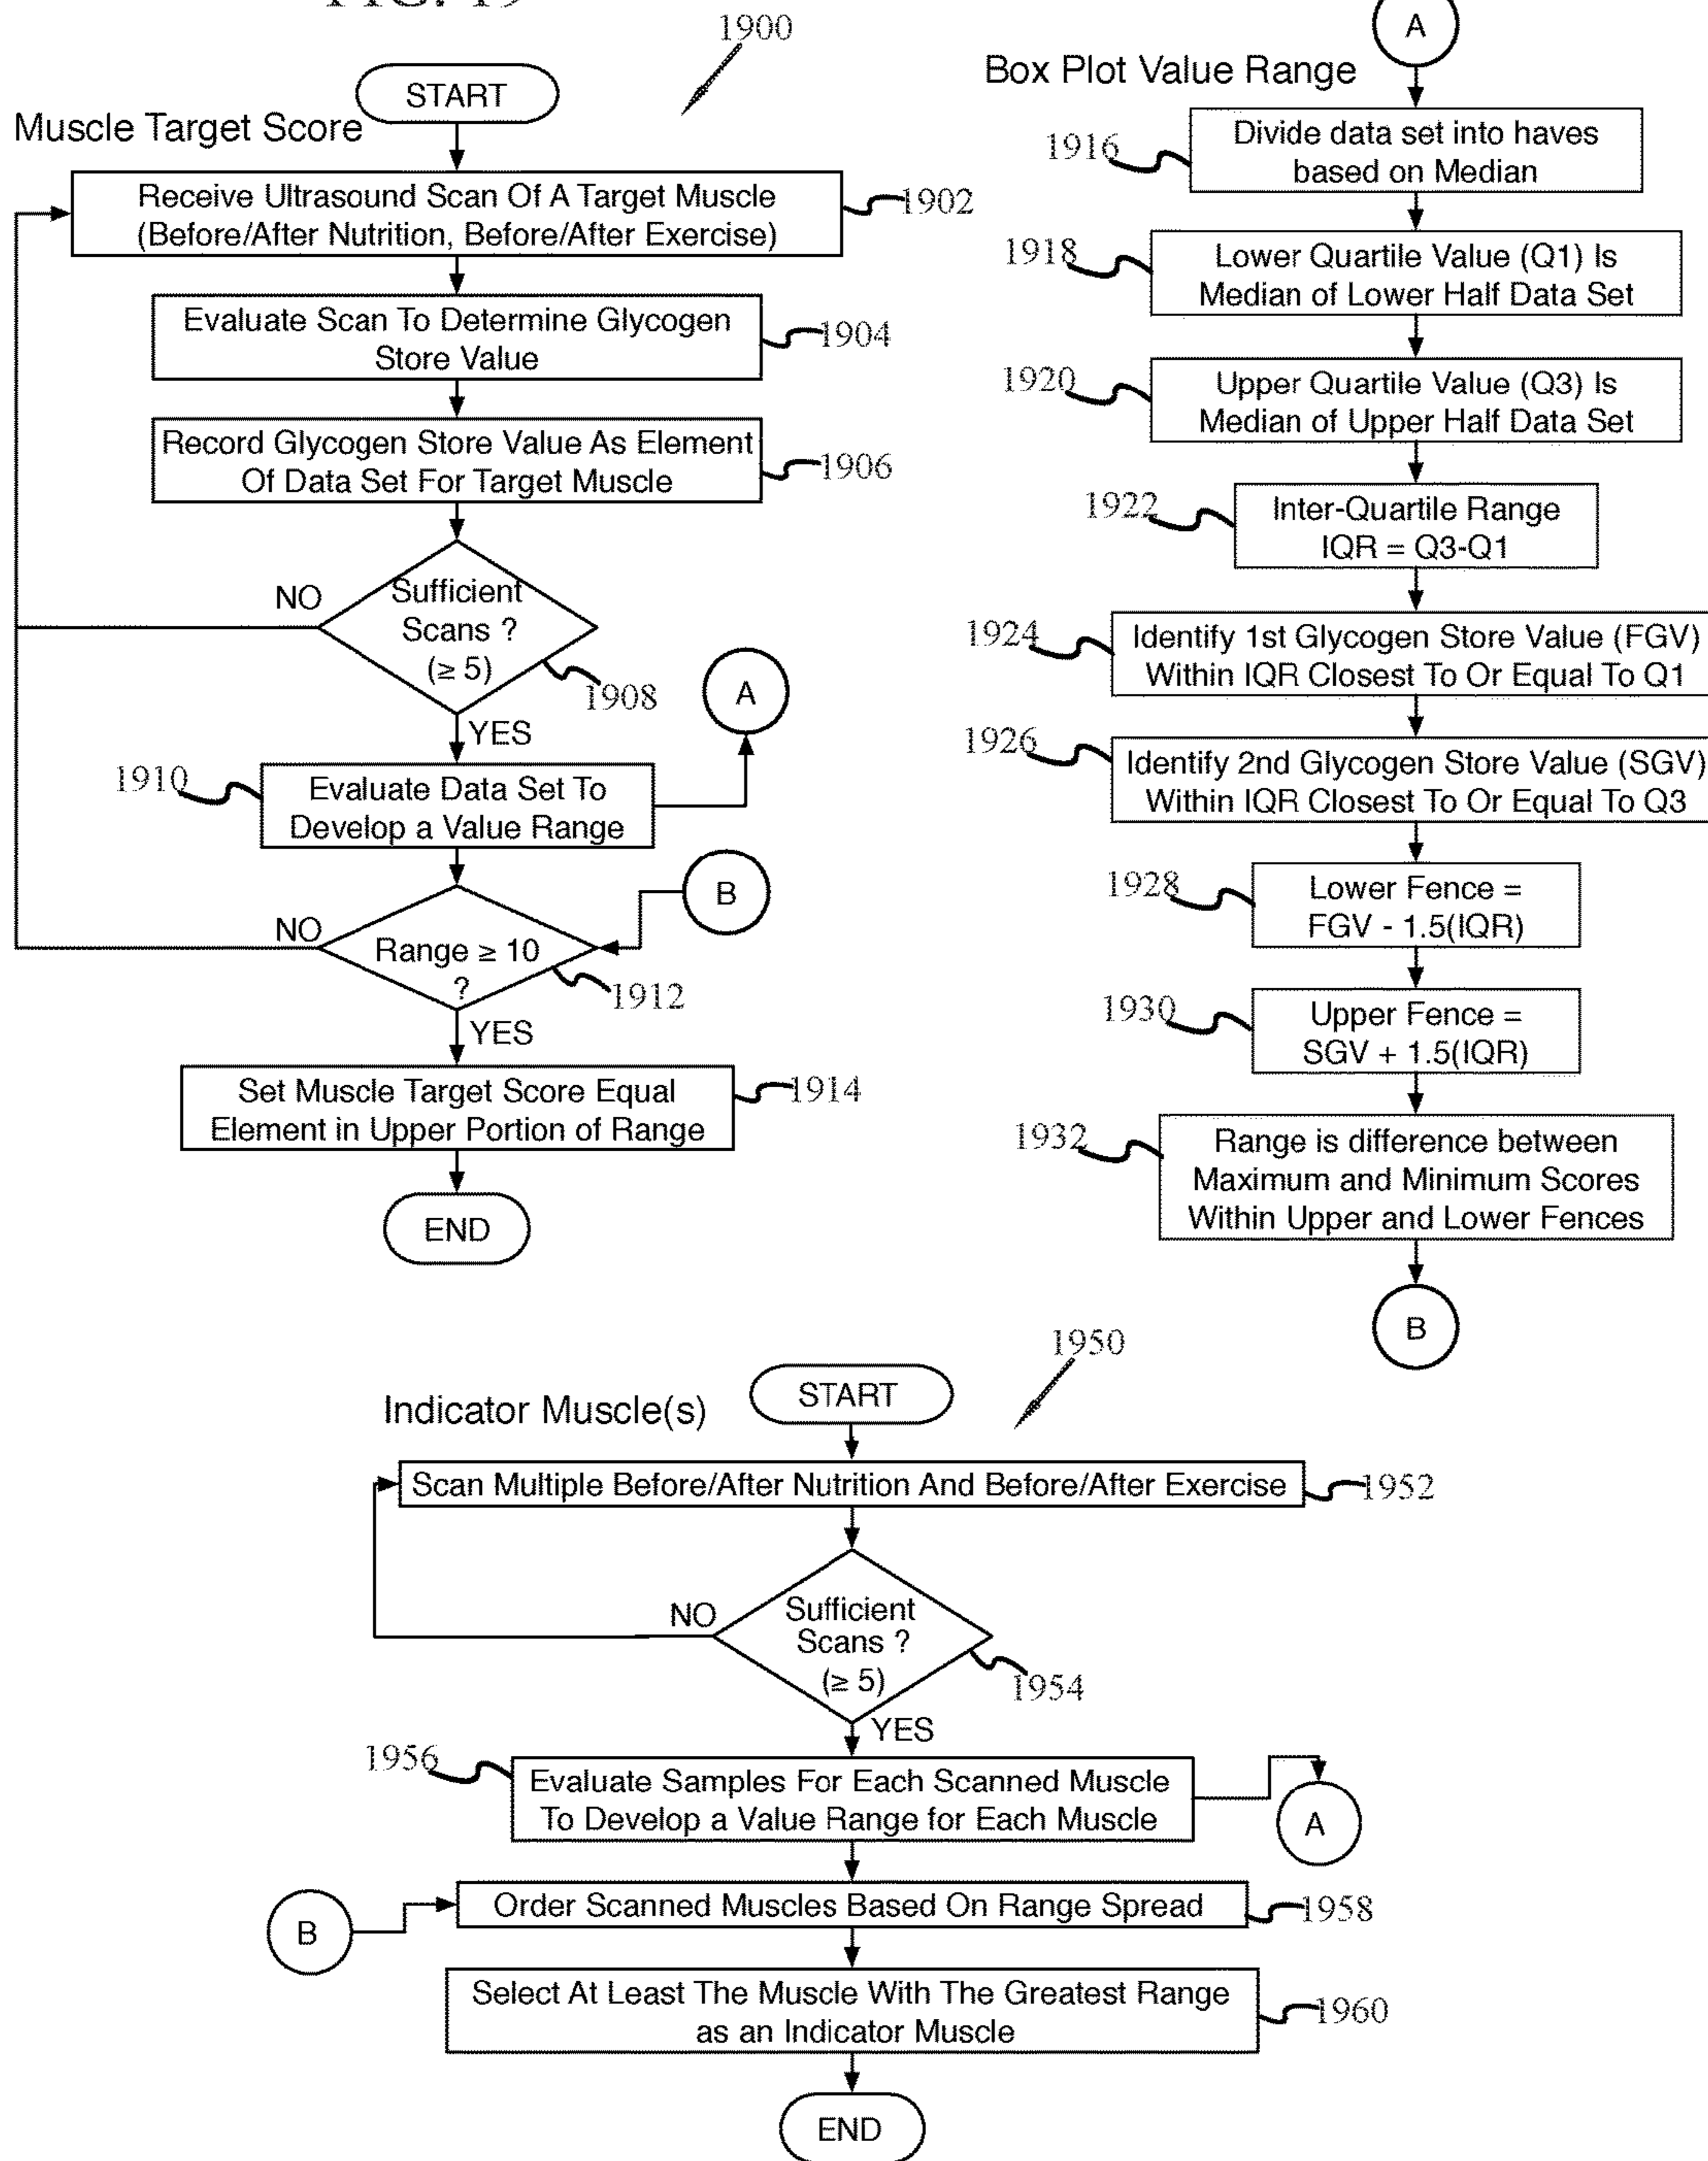 FIG. 19
1900
START
Muscle Target Score
Receive Ultrasound Scan Of A Target Muscle
(Before/After Nutrition, Before/After Exercise)
1902
Evaluate Scan To Determine Glycogen
Store Value
1904
Record Glycogen Store Value As Element
Of Data Set For Target Muscle
1906
NO
Sufficient
Scans ?
(≥ 5)
1908
YES
A
1910
Evaluate Data Set To
Develop a Value Range
B
NO
Range ≥ 10
?
1912
YES
Set Muscle Target Score Equal
Element in Upper Portion of Range
1914
END
A
Box Plot Value Range
1916
Divide data set into haves
based on Median
1918
Lower Quartile Value (Q1) Is
Median of Lower Half Data Set
1920
Upper Quartile Value (Q3) Is
Median of Upper Half Data Set
1922
Inter-Quartile Range
IQR = Q3-Q1
1924
Identify 1st Glycogen Store Value (FGV)
Within IQR Closest To Or Equal To Q1
1926
Identify 2nd Glycogen Store Value (SGV)
Within IQR Closest To Or Equal To Q3
1928
Lower Fence =
FGV - 1.5(IQR)
1930
Upper Fence =
SGV + 1.5(IQR)
1932
Range is difference between
Maximum and Minimum Scores
Within Upper and Lower Fences
B
1950
START
Indicator Muscle(s)
Scan Multiple Before/After Nutrition And Before/After Exercise
1952
NO
Sufficient
Scans ?
(≥ 5)
1954
YES
1956
Evaluate Samples For Each Scanned Muscle
To Develop a Value Range for Each Muscle
A
B
Order Scanned Muscles Based On Range Spread
1958
Select At Least The Muscle With The Greatest Range
as an Indicator Muscle
1960
END